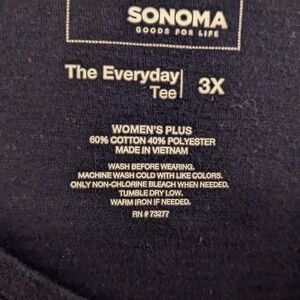 SONOMA
GOODS FOR LIFE
The Everyday
Tee
3X
WOMEN'S PLUS
60% COTTON 40% POLYESTER
MADE IN VIETNAM
WASH BEFORE WEARING.
MACHINE WASH COLD WITH LIKE COLORS.
ONLY NON-CHLORINE BLEACH WHEN NEEDED.
TUMBLE DRY LOW.
WARM IRON IF NEEDED.
RN # 73277